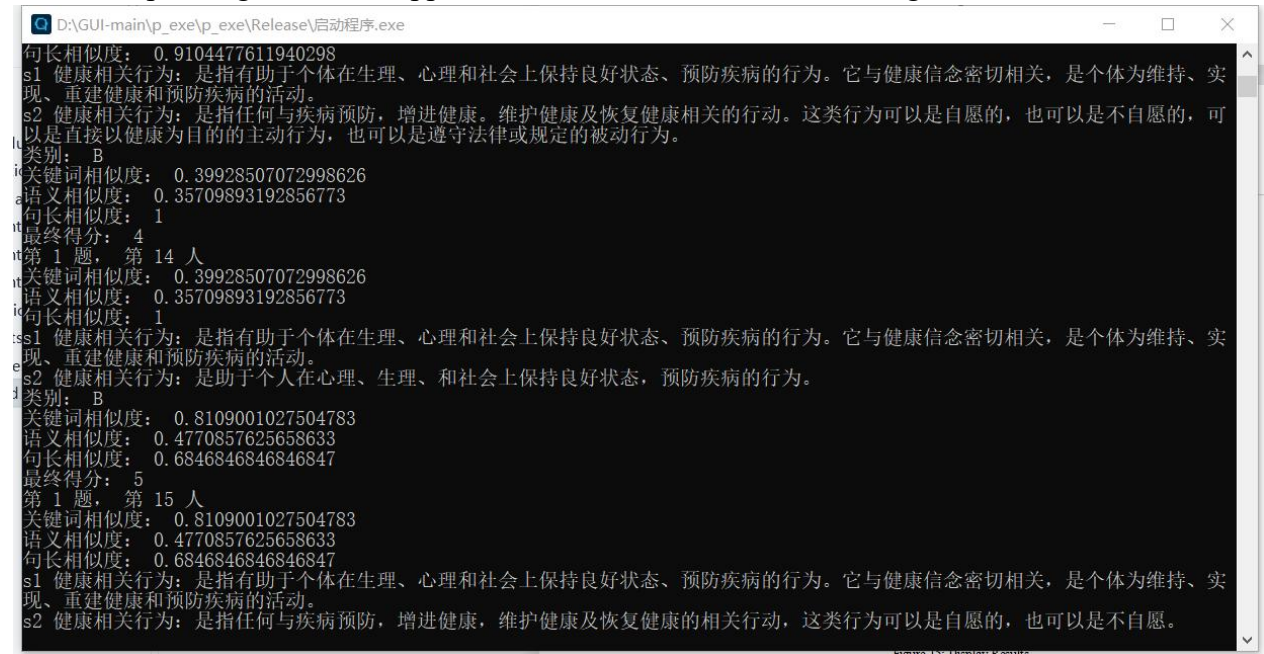 D:\GUI-main\p_exe\p_exe\Release\启动程序.exe
句长相似度： 0.9104477611940298
s1 健康相关行为：是指有助于个体在生理、心理和社会上保持良好状态、预防疾病的行为。它与健康信念密切相关，是个体为维持、实
现、重建健康和预防疾病的活动。
s2 健康相关行为：是指任何与疾病预防，增进健康。维护健康及恢复健康相关的行动。这类行为可以是自愿的，也可以是不自愿的，可
以是直接以健康为目的的主动行为，也可以是遵守法律或规定的被动行为。
类别： B
关键词相似度： 0.39928507072998626
语义相似度： 0.35709893192856773
句长相似度： 1
最终得分： 4
第 1 题， 第 14 人
关键词相似度： 0.39928507072998626
语义相似度： 0.35709893192856773
句长相似度： 1
s1 健康相关行为：是指有助于个体在生理、心理和社会上保持良好状态、预防疾病的行为。它与健康信念密切相关，是个体为维持、实
现、重建健康和预防疾病的活动。
s2 健康相关行为：是助于个人在心理、生理、和社会上保持良好状态，预防疾病的行为。
类别： B
关键词相似度： 0.8109001027504783
语义相似度： 0.4770857625658633
句长相似度： 0.6846846846846847
最终得分： 5
第 1 题， 第 15 人
关键词相似度： 0.8109001027504783
语义相似度： 0.4770857625658633
句长相似度： 0.6846846846846847
s1 健康相关行为：是指有助于个体在生理、心理和社会上保持良好状态、预防疾病的行为。它与健康信念密切相关，是个体为维持、实
现、重建健康和预防疾病的活动。
s2 健康相关行为：是指任何与疾病预防，增进健康，维护健康及恢复健康的相关行动，这类行为可以是自愿的，也可以是不自愿。